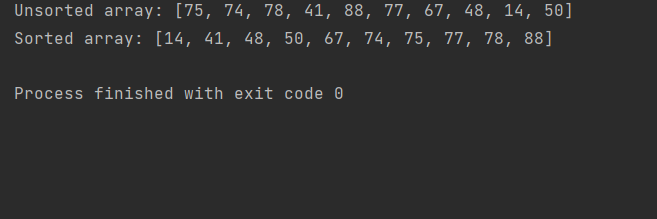 Unsorted array: [75, 74, 78, 41, 88, 77, 67, 48, 14, 50]
Sorted array: [14, 41, 48, 50, 67, 74, 75, 77, 78, 88]
Process finished with exit code 0